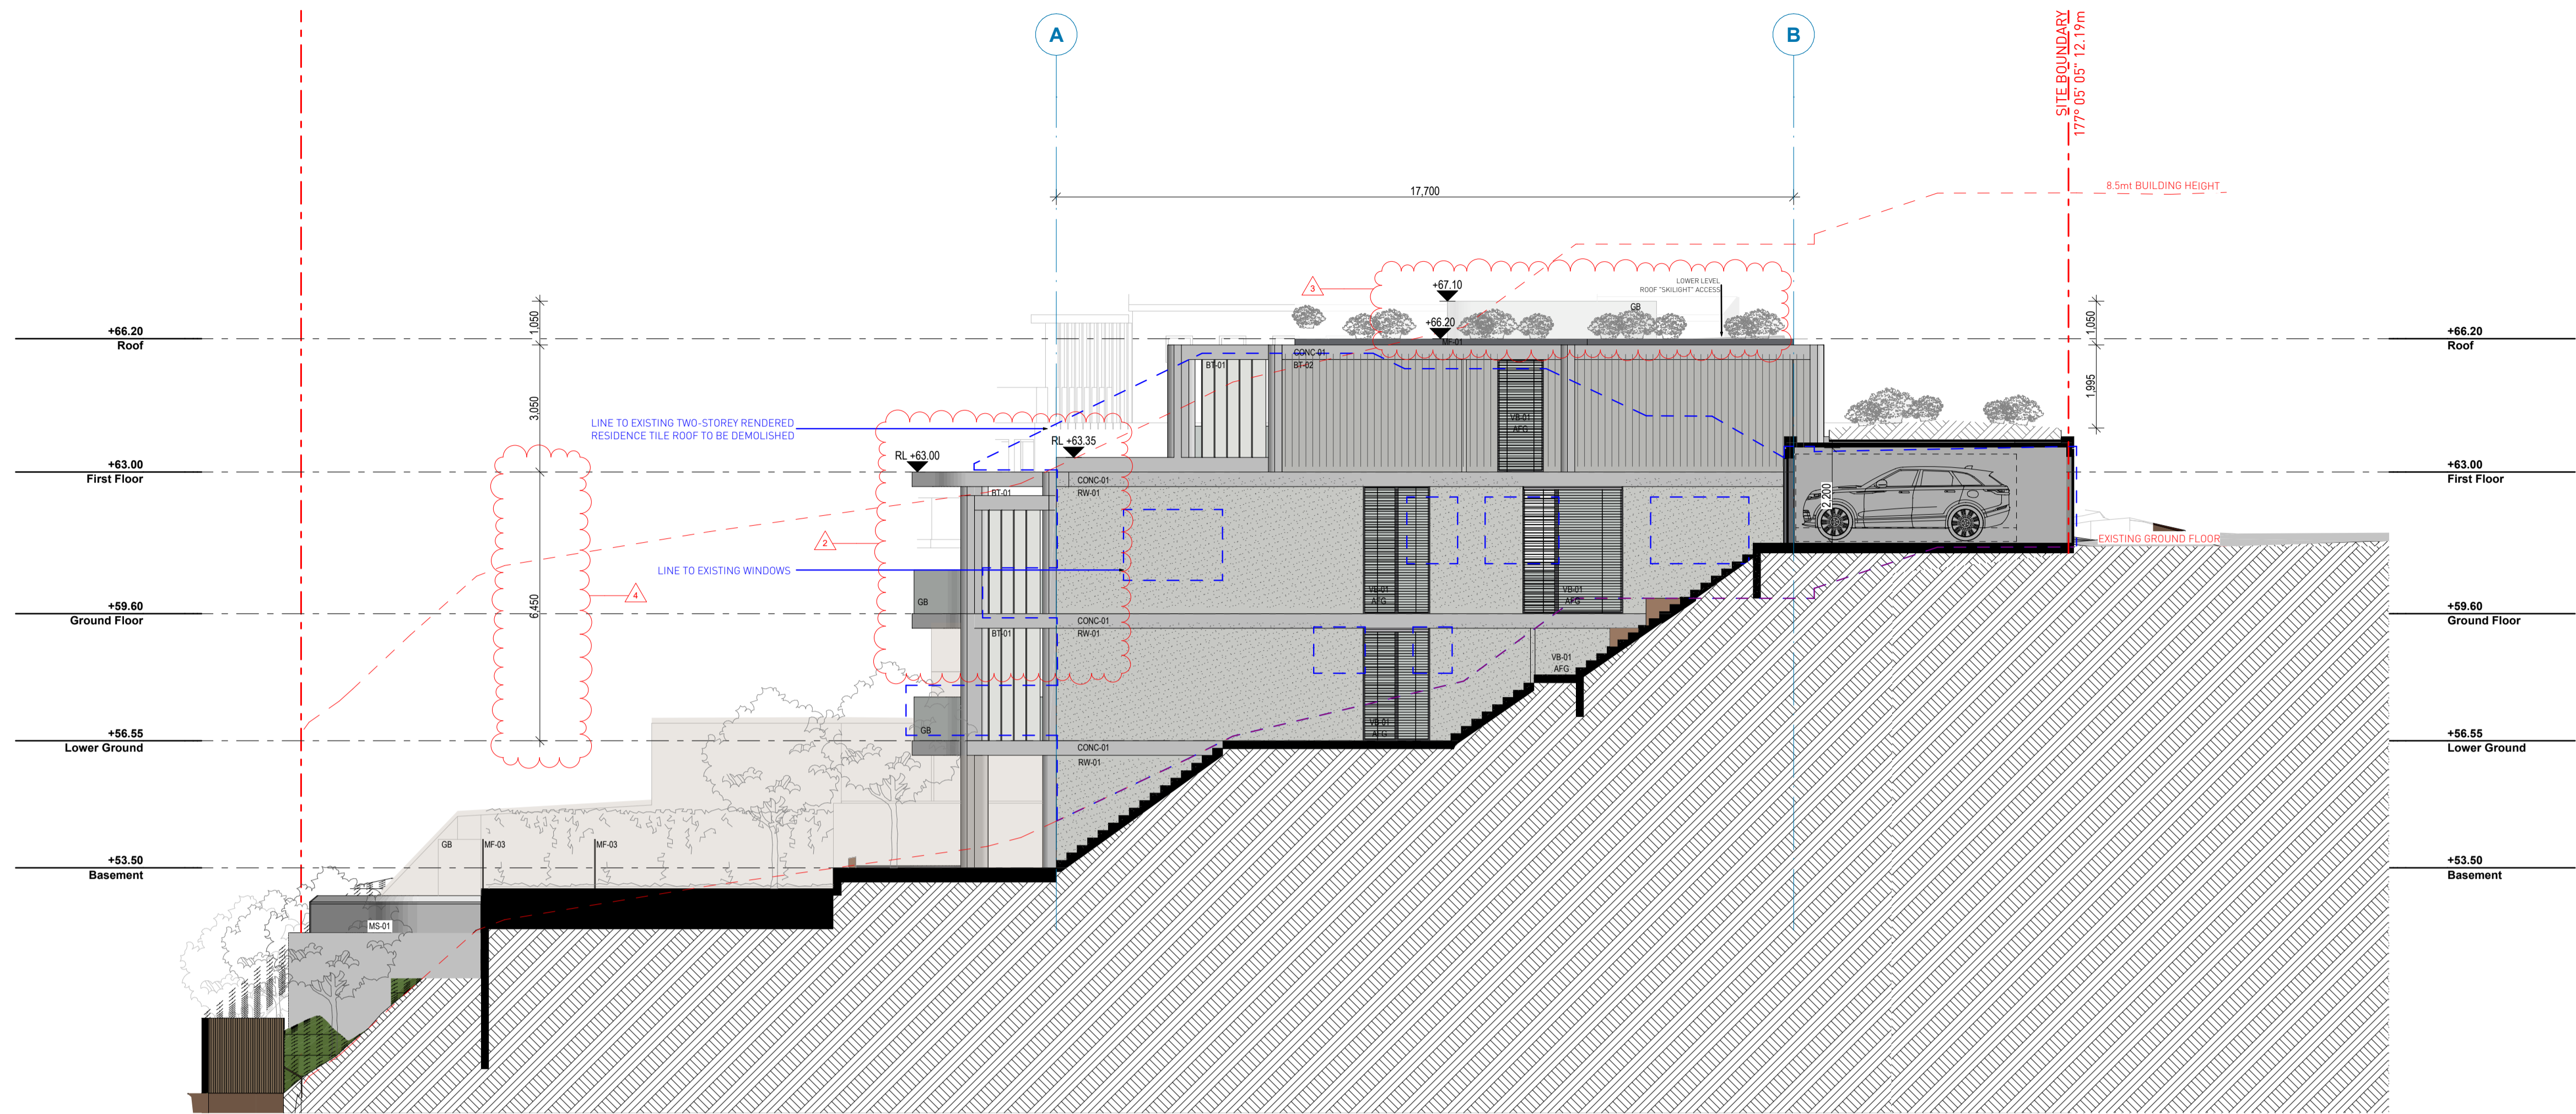 A
B
SITE BOUNDARY
177° 05' 05" 12.19m
17,700
8.5mt BUILDING HEIGHT
3
+67.10
LOWER LEVEL
ROOF "SKILIGHT" ACCESS
GB
1,050
1,050
+66.20
Roof
+66.20
+66.20
Roof
MF-01
CONC-01
BT-01
BT-02
1,995
3,050
VB-01
AFG
LINE TO EXISTING TWO-STOREY RENDERED
RESIDENCE TILE ROOF TO BE DEMOLISHED
RL +63.35
RL +63.00
+63.00
First Floor
+63.00
First Floor
CONC-01
BT-01
RW-01
2,200
2
EXISTING GROUND FLOOR
LINE TO EXISTING WINDOWS
4
VB-01
AFG
VB-01
AFG
GB
6,450
+59.60
Ground Floor
+59.60
Ground Floor
CONC-01
BT-01
RW-01
VB-01
AFG
VB-01
AFG
GB
+56.55
Lower Ground
+56.55
Lower Ground
CONC-01
RW-01
GB
MF-03
MF-03
+53.50
Basement
+53.50
Basement
MS-01